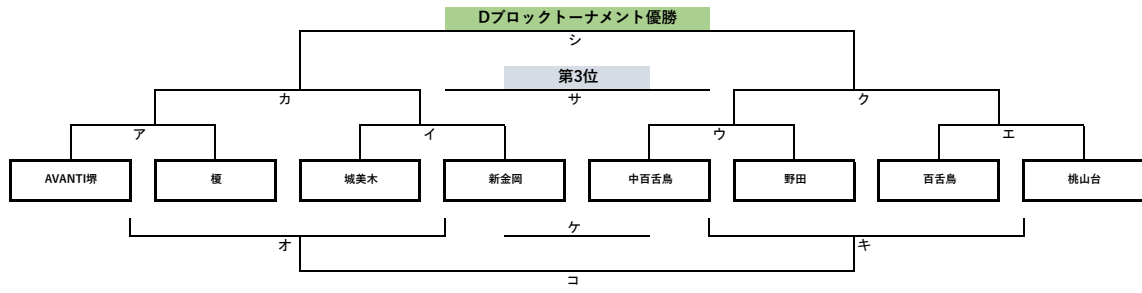 Dブロックトーナメント優勝
シ
第3位
カ
サ
ク
ア
イ
ウ
エ
AVANTI堺
榎
城美木
新金岡
中百舌鳥
野田
百舌鳥
桃山台
オ
ケ
キ
コ